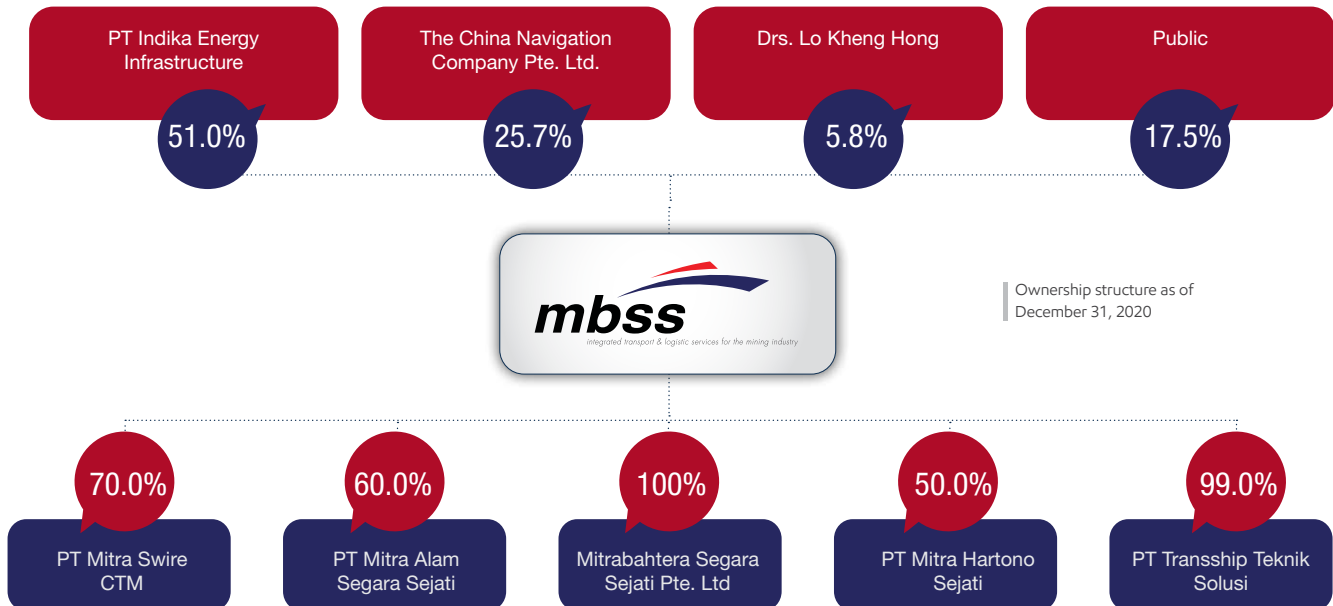 PT Indika Energy
Infrastructure
51.0%
The China Navigation
Company Pte. Ltd.
25.7%
Drs. Lo Kheng Hong
5.8%
Public
17.5%
mbss
integrated transport & logistic services for the mining industry
Ownership structure as of
December 31, 2020
70.0%
PT Mitra Swire
CTM
60.0%
PT Mitra Alam
Segara Sejati
100%
Mitrabahtera Segara
Sejati Pte. Ltd
50.0%
PT Mitra Hartono
Sejati
99.0%
PT Transship Teknik
Solusi